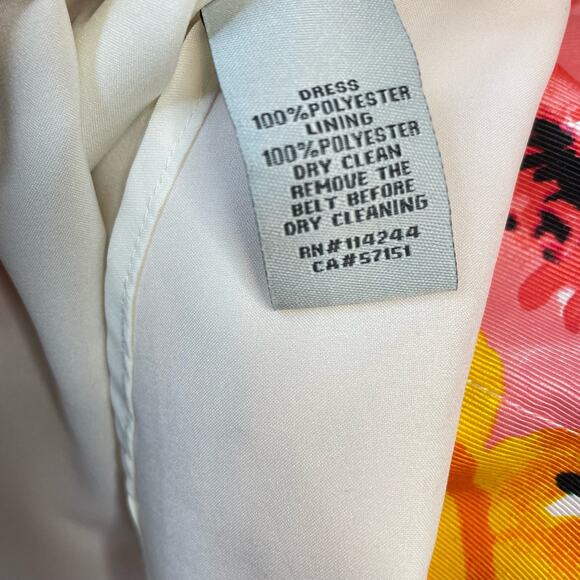 DRESS
100%POLYESTER
LINING
100%POLYESTER
DRY CLEAN
REMOVE THE
BELT BEFORE
DRY CLEANING
RN#114244
CA#57151